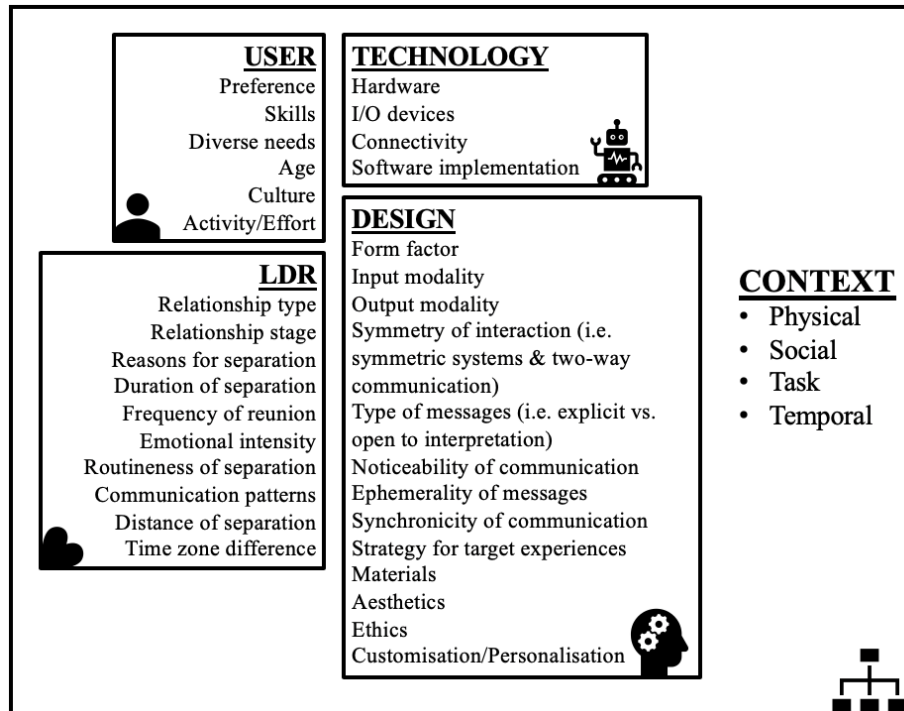 USER
Preference
Skills
Diverse needs
Age
Culture
Activity/Effort
TECHNOLOGY
Hardware
I/O devices
Connectivity
Software implementation
LDR
Relationship type
Relationship stage
Reasons for separation
Duration of separation
Frequency of reunion
Emotional intensity
Routineness of separation
Communication patterns
Distance of separation
Time zone difference
DESIGN
Form factor
Input modality
Output modality
Symmetry of interaction (i.e.
symmetric systems & two-way
communication)
Type of messages (i.e. explicit vs.
open to interpretation)
Noticeability of communication
Ephemerality of messages
Synchronicity of communication
Strategy for target experiences
Materials
Aesthetics
Ethics
Customisation/Personalisation
CONTEXT
• Physical
• Social
• Task
• Temporal